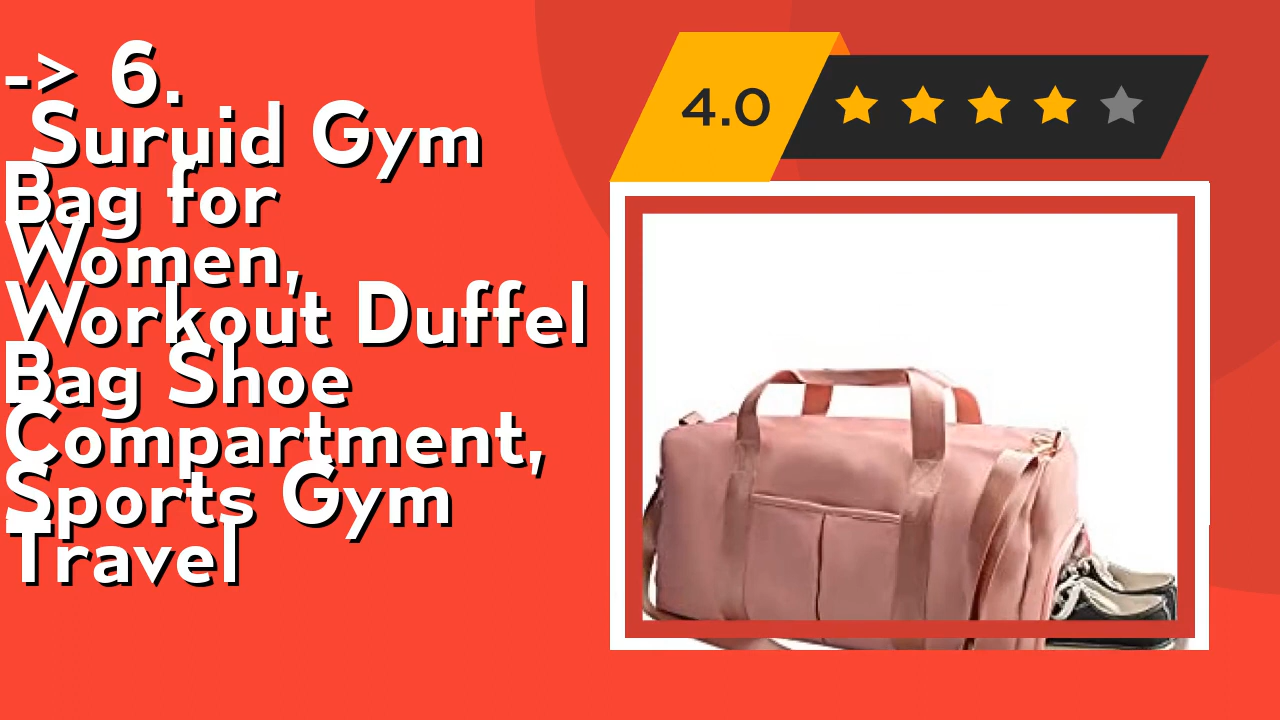 -> 6.
Suruid Gym
Bag for
Women,
Workout Duffel
Bag Shoe
Compartment,
Sports Gym
Travel
4.0